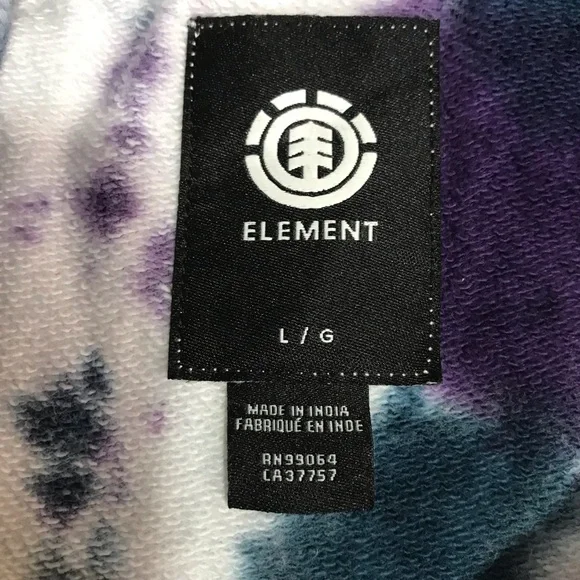 ELEMENT
L / G
MADE IN INDIA
FABRIQUÉ EN INDE
RN99064
CA37757